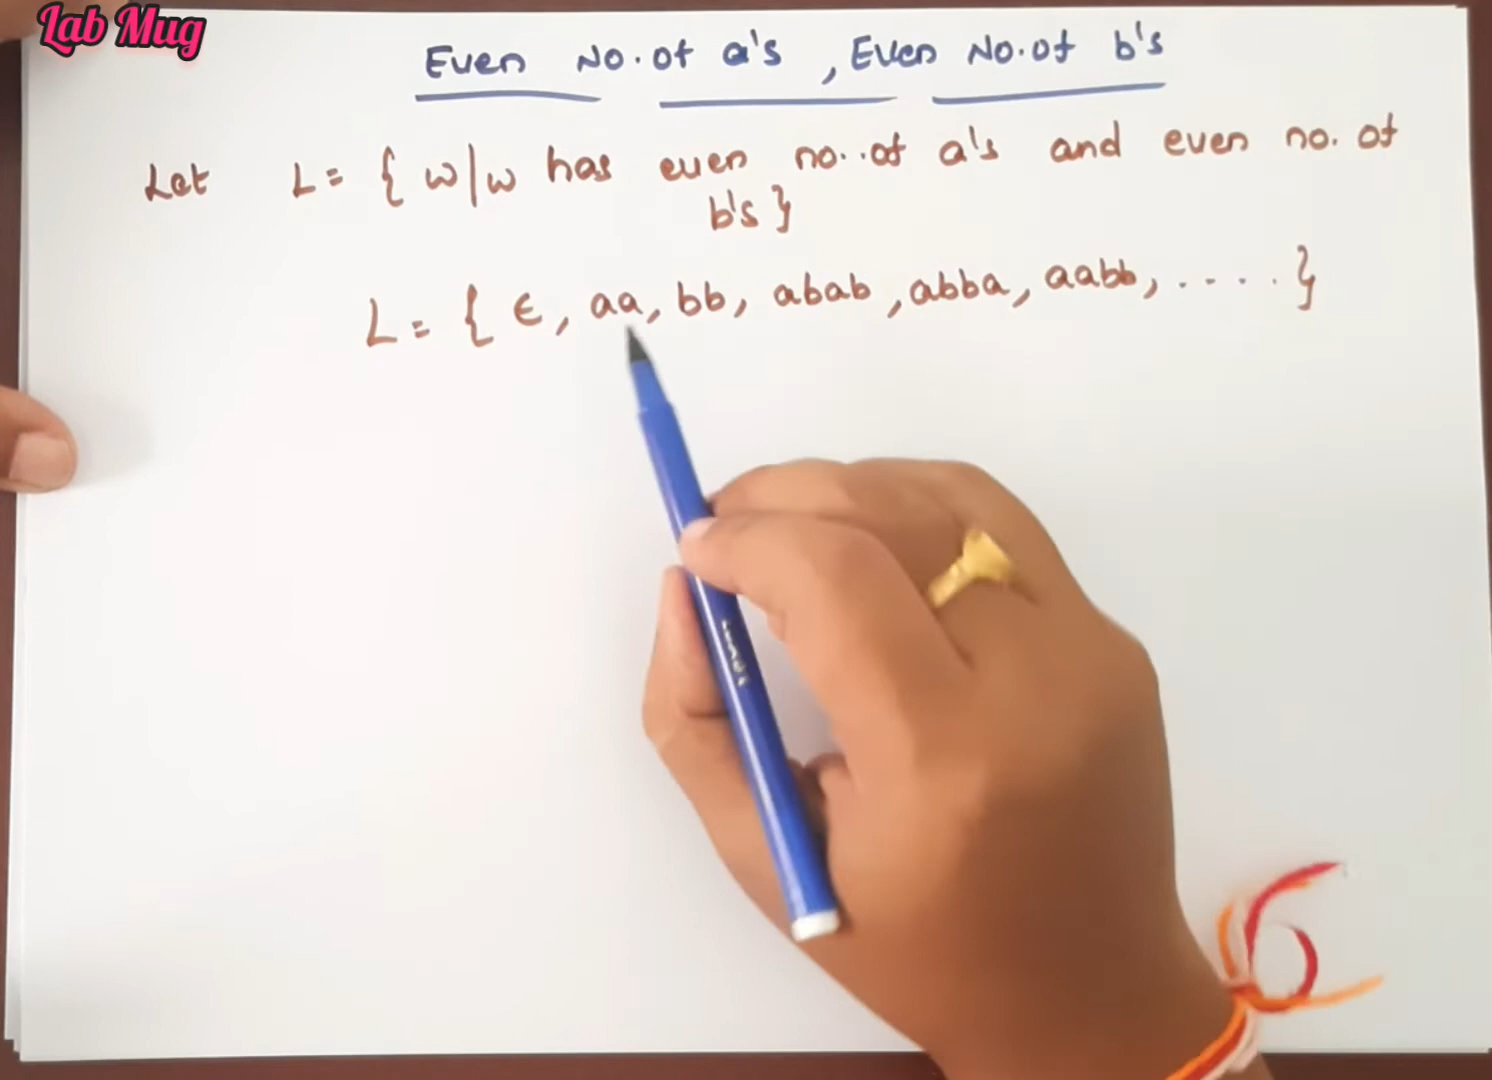 Lab Mug
Even No. of a's , Even No. of b's
Let L = { w/w has even no. of a's and even no. of
b's }
L = { ϵ, aa, bb, abab, abba, aabb, ..... }